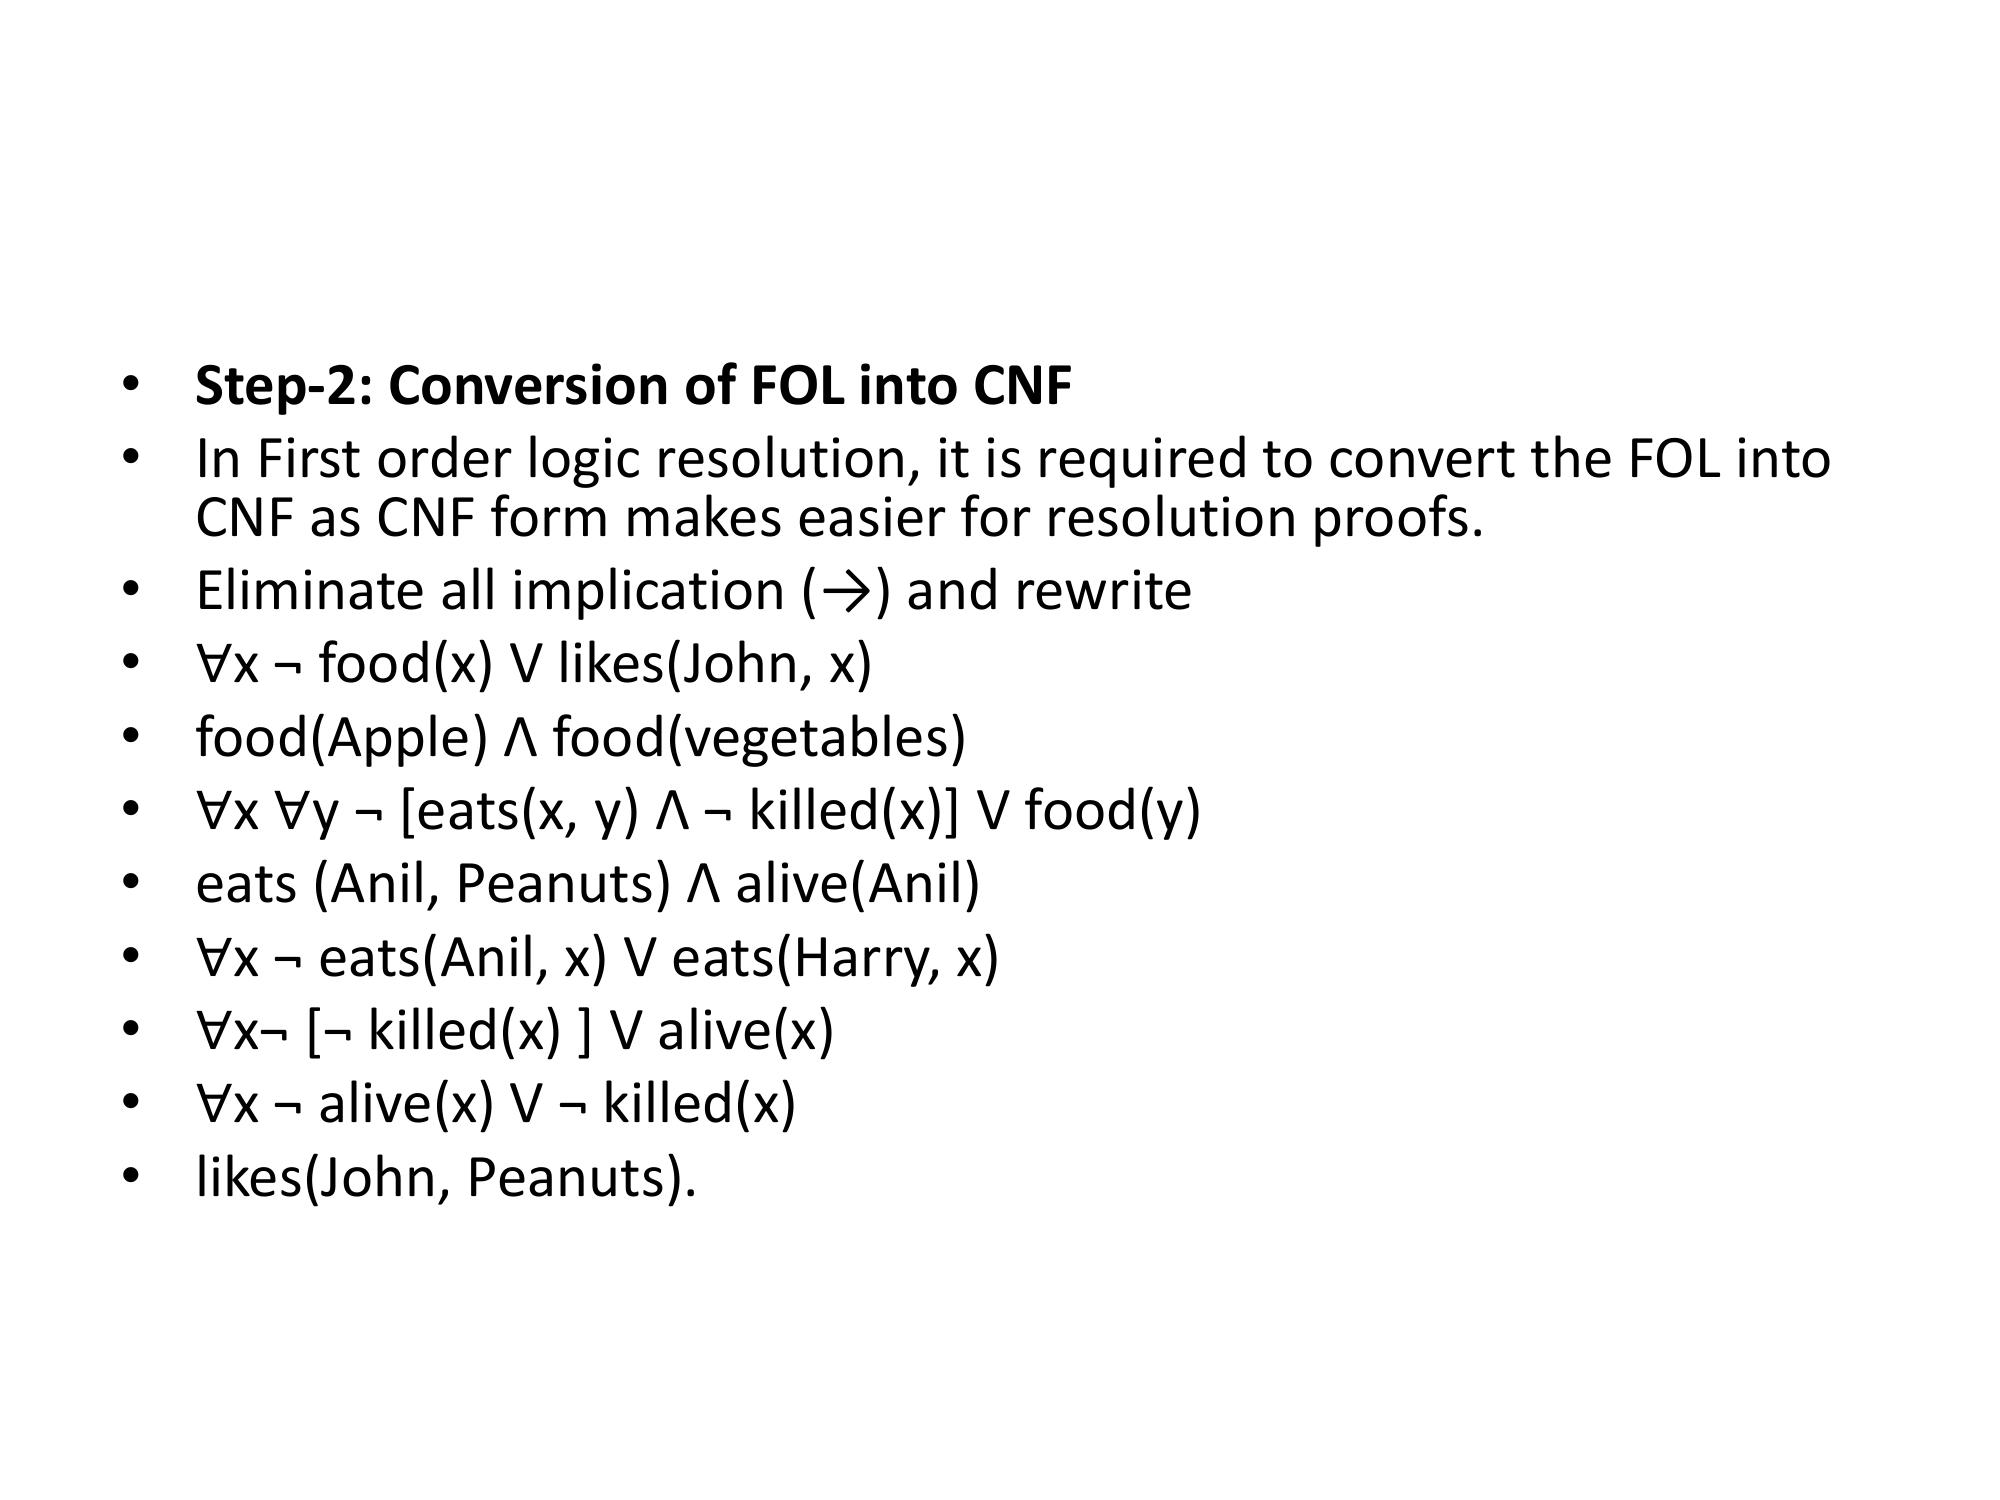 • Step-2: Conversion of FOL into CNF
• In First order logic resolution, it is required to convert the FOL into
CNF as CNF form makes easier for resolution proofs.
• Eliminate all implication (→) and rewrite
• ∀x ¬ food(x) V likes(John, x)
• food(Apple) Λ food(vegetables)
• ∀x ∀y ¬ [eats(x, y) Λ ¬ killed(x)] V food(y)
• eats (Anil, Peanuts) Λ alive(Anil)
• ∀x ¬ eats(Anil, x) V eats(Harry, x)
• ∀x¬ [¬ killed(x) ] V alive(x)
• ∀x ¬ alive(x) V ¬ killed(x)
• likes(John, Peanuts).